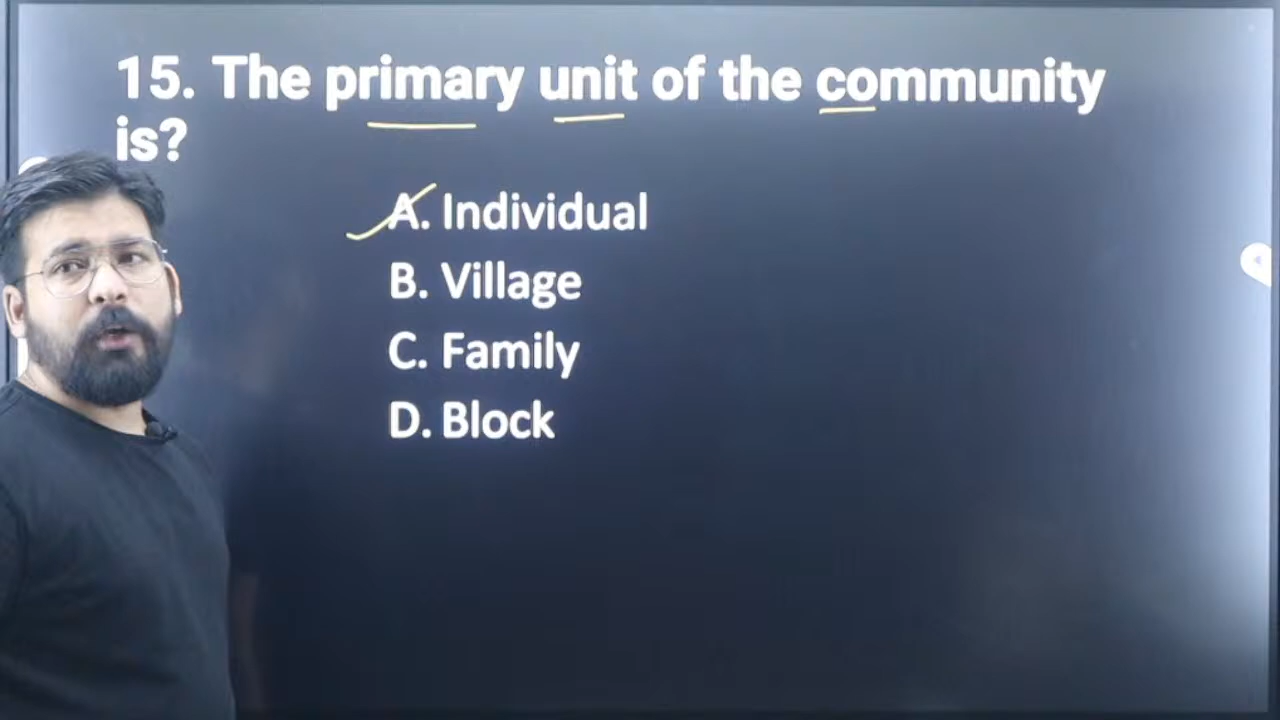 15. The primary unit of the community
is?
A. Individual
B. Village
C. Family
D. Block